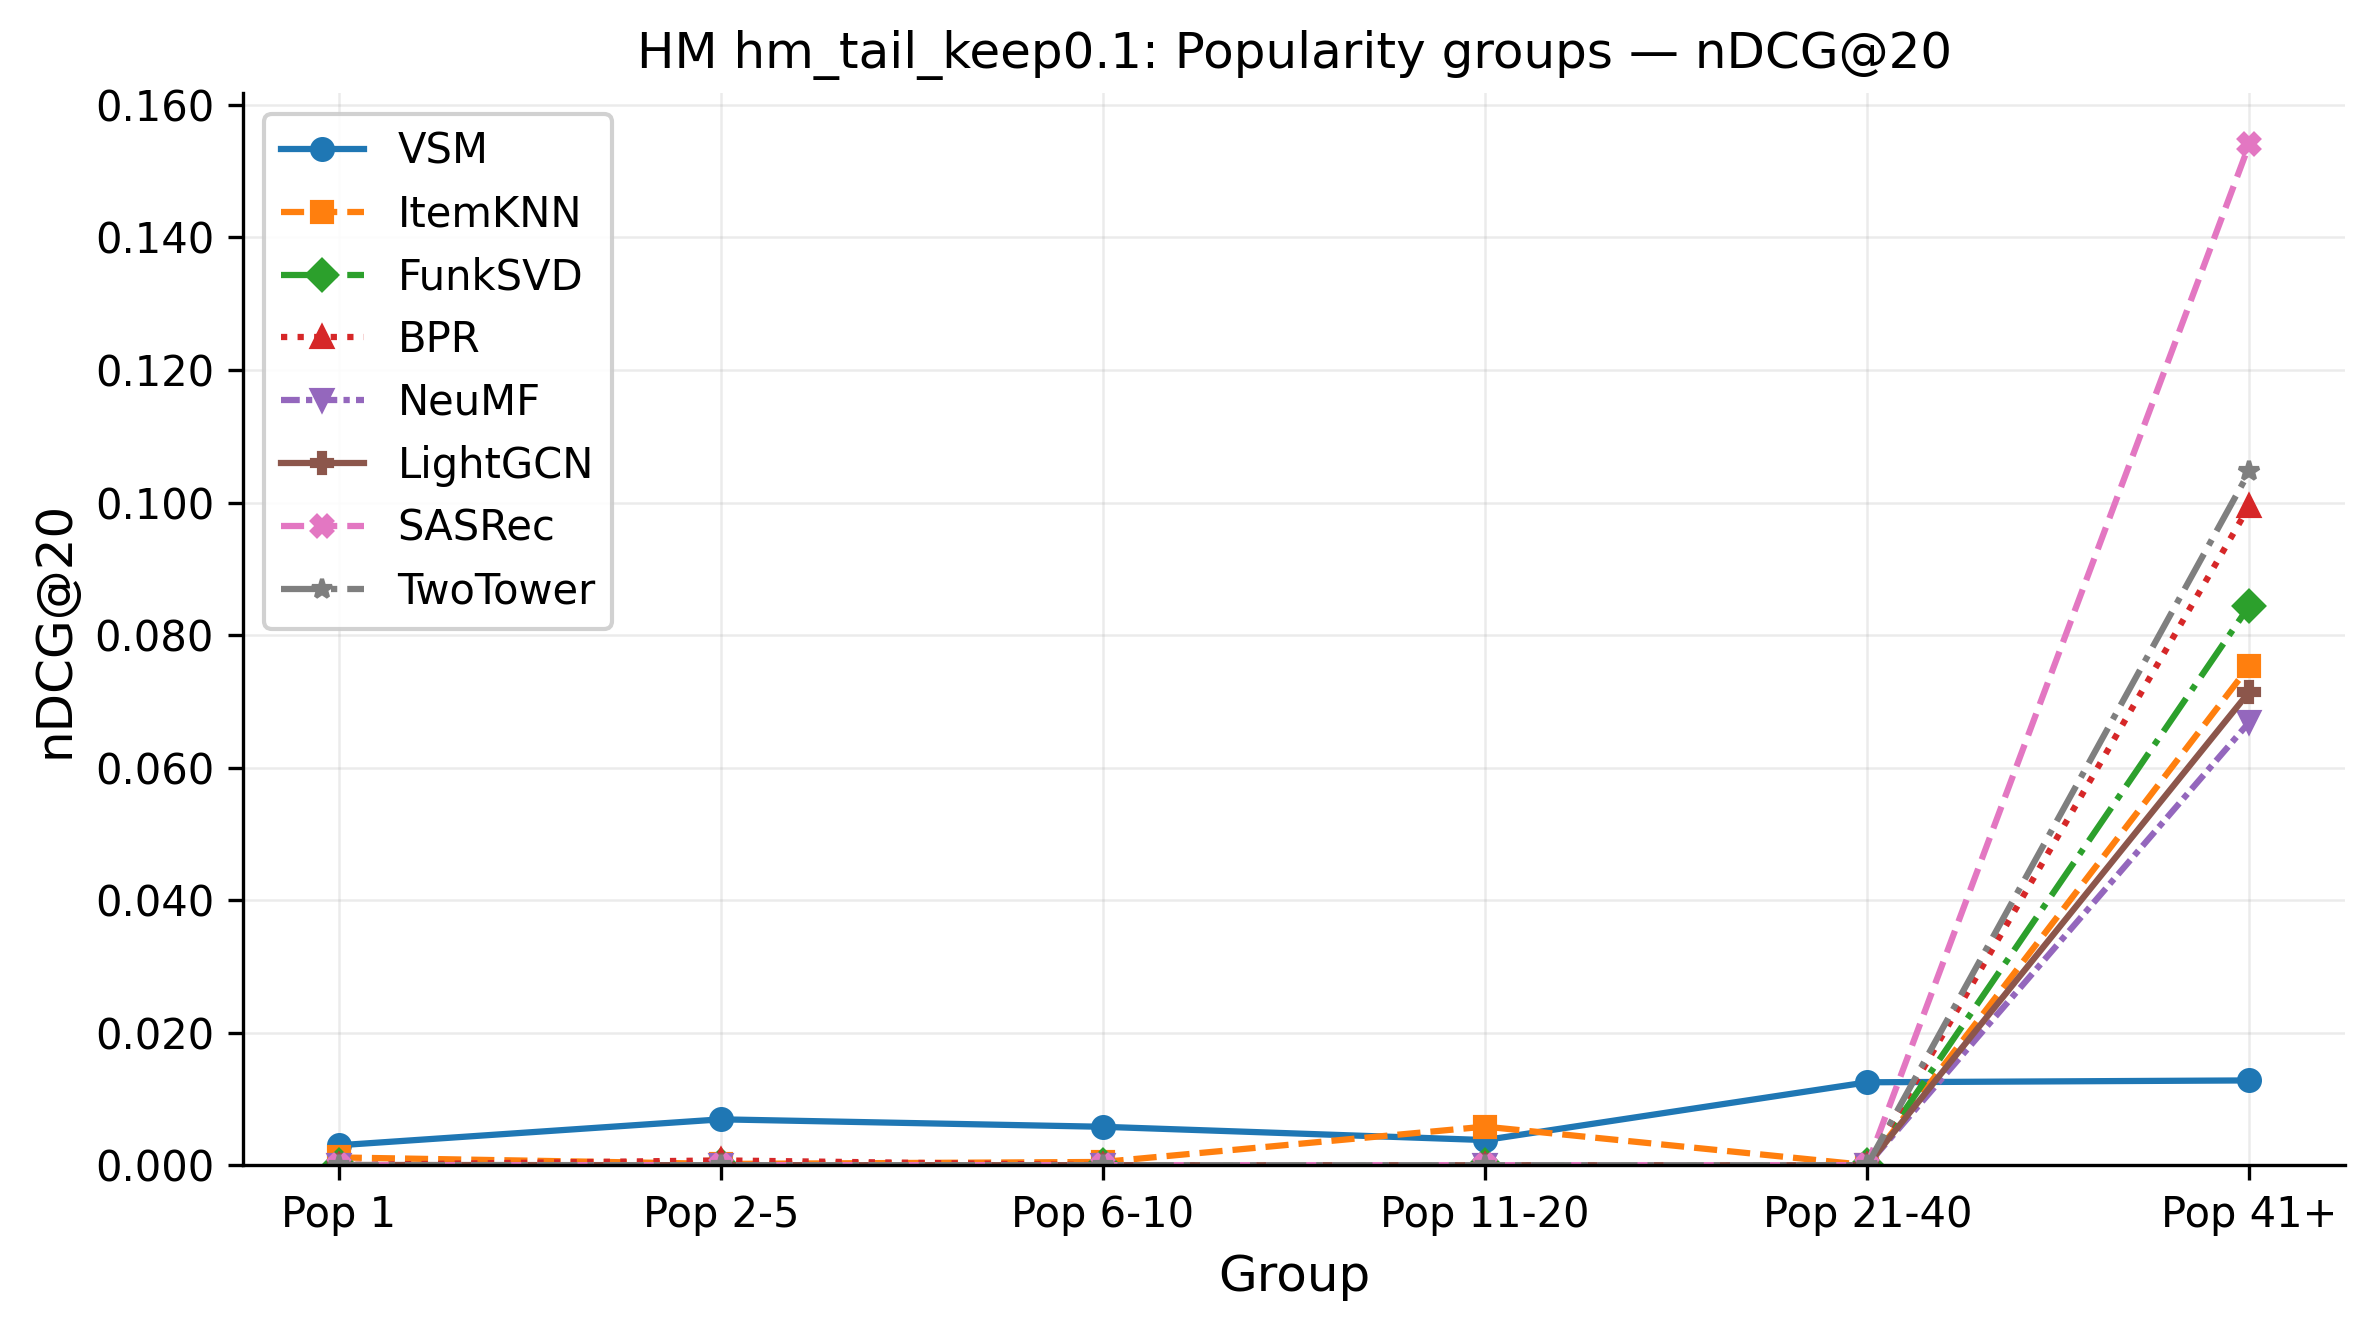 HM hm_tail_keep0.1: Popularity groups — nDCG@20
0.160
0.140
0.120
0.100
0.080
0.060
0.040
0.020
0.000
nDCG@20
VSM
ItemKNN
FunkSVD
BPR
NeuMF
LightGCN
SASRec
TwoTower
Pop 1 Pop 2-5 Pop 6-10 Pop 11-20 Pop 21-40 Pop 41+
Group